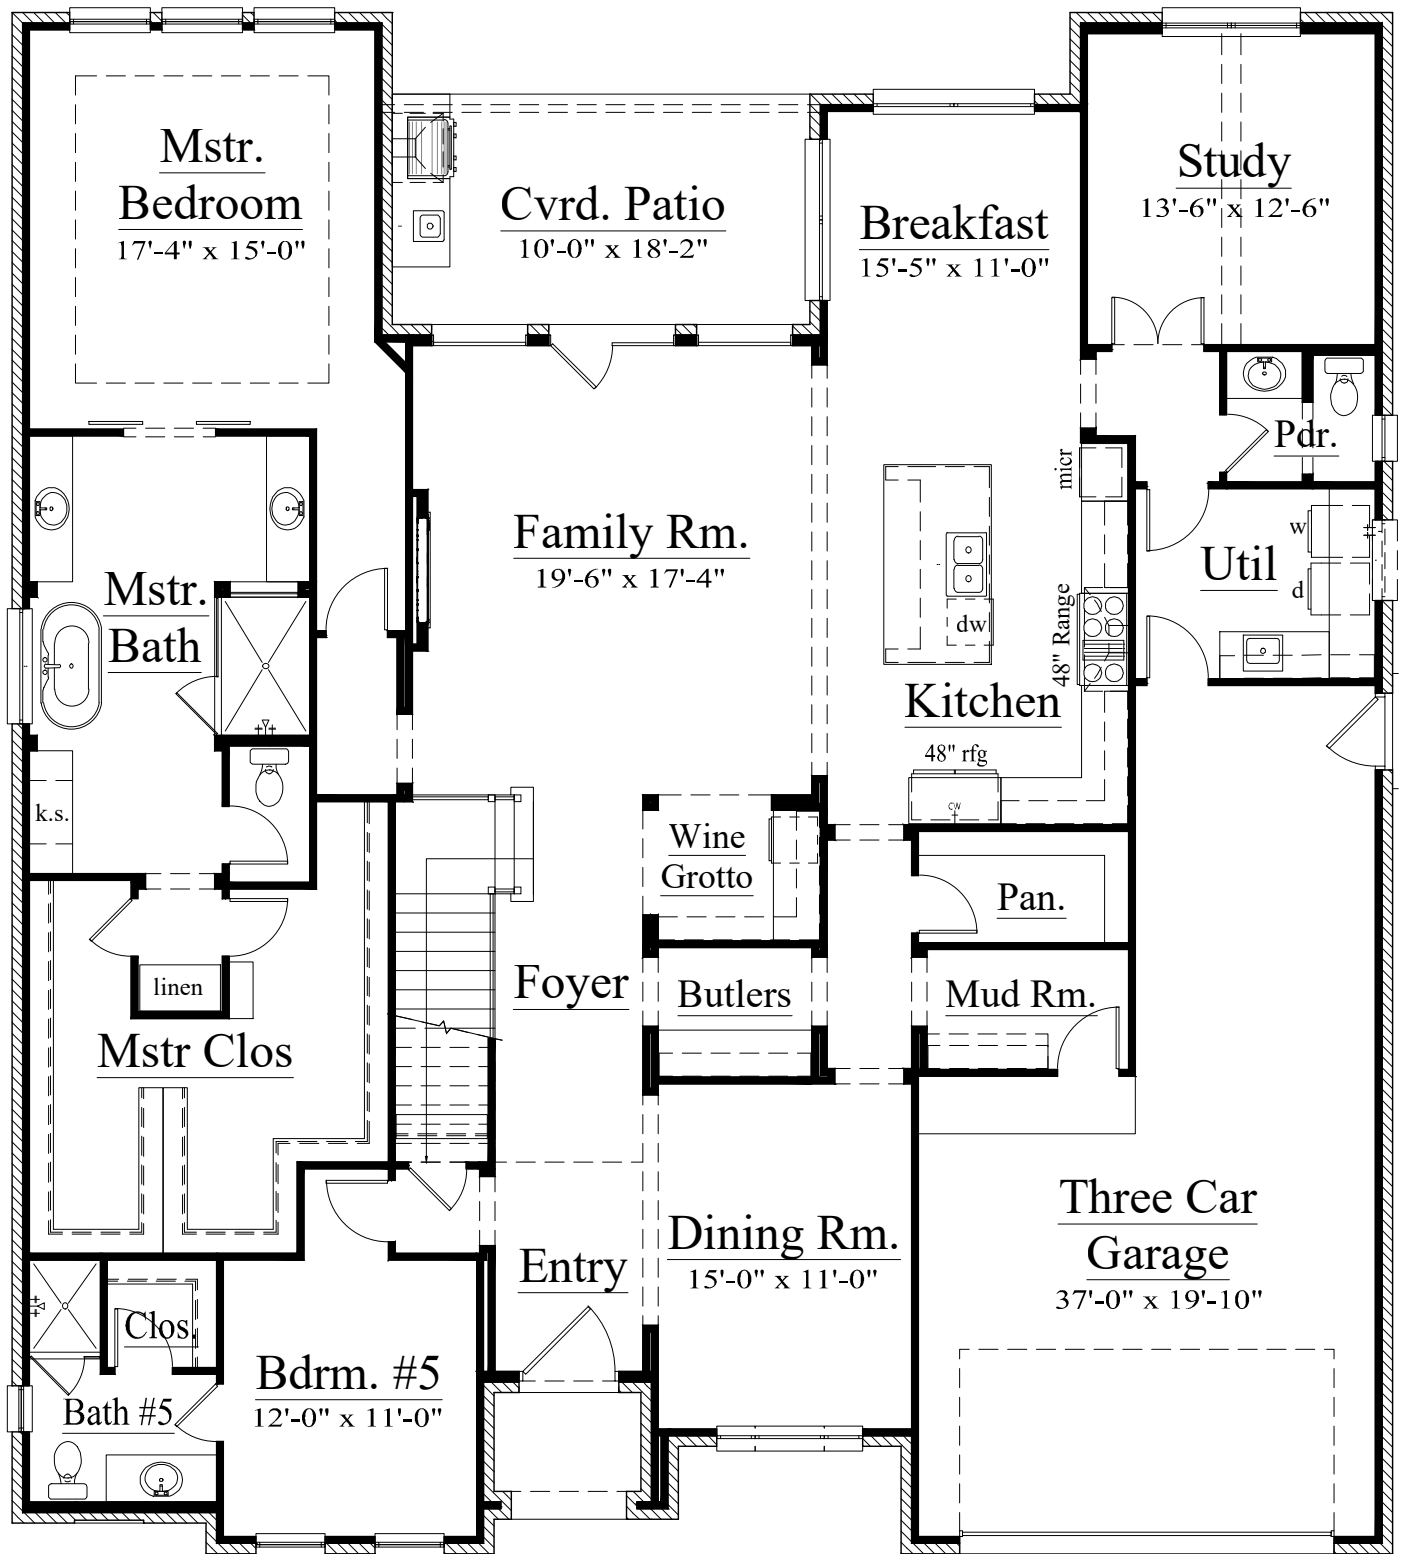 Mstr.
Bedroom
17'-4" x 15'-0"
Cvrd. Patio
10'-0" x 18'-2"
Breakfast
15'-5" x 11'-0"
Study
13'-6" x 12'-6"
Pdr.
micr
Family Rm.
19'-6" x 17'-4"
Mstr.
Bath
w
d
Util
dw
48" Range
Kitchen
48" rfg
cw
k.s.
Wine
Grotto
Pan.
linen
Foyer
Butlers
Mud Rm.
Mstr Clos
Three Car
Garage
37'-0" x 19'-10"
Dining Rm.
15'-0" x 11'-0"
Entry
Clos.
Bdrm. #5
12'-0" x 11'-0"
Bath #5